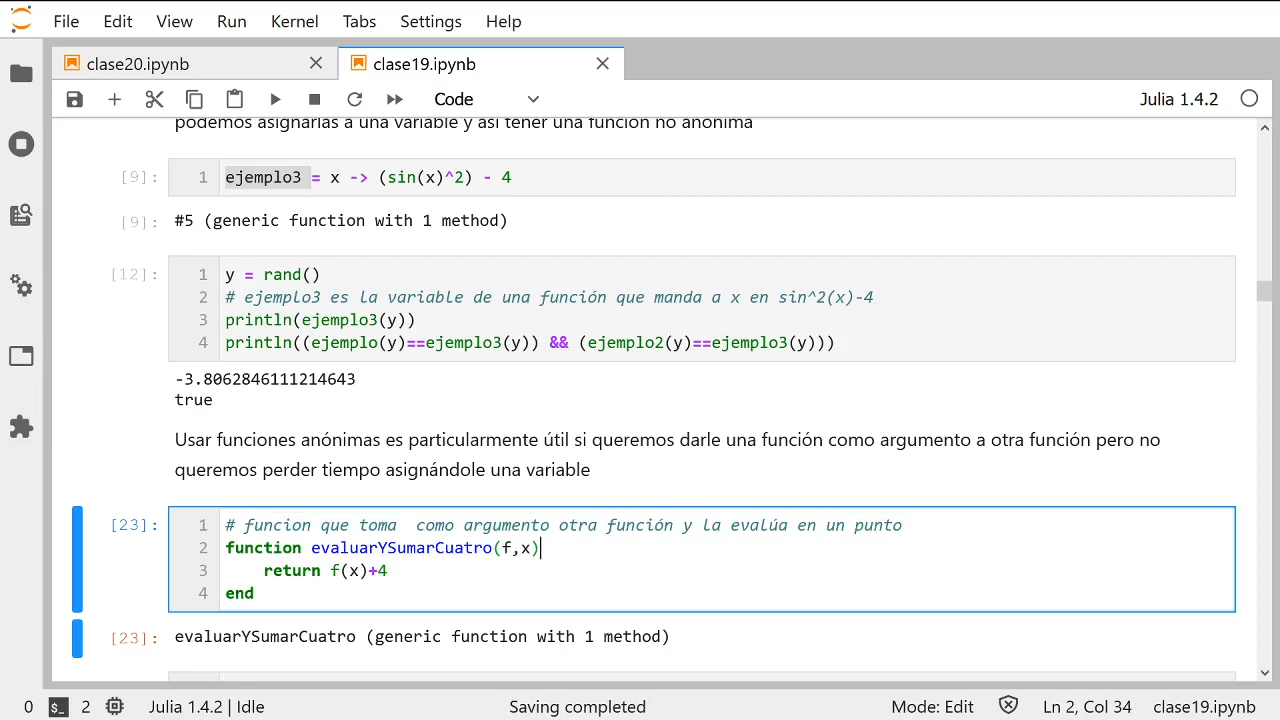 File Edit View Run Kernel Tabs Settings Help
clase20.ipynb clase19.ipynb
Code Julia 1.4.2
podemos asignarlas a una variable y así tener una función no anónima
[9]: 1 ejemplo3 = x -> (sin(x)^2) - 4
[9]: #5 (generic function with 1 method)
[12]: 1 y = rand()
2 # ejemplo3 es la variable de una función que manda a x en sin^2(x)-4
3 println(ejemplo3(y))
4 println((ejemplo(y)==ejemplo3(y)) && (ejemplo2(y)==ejemplo3(y)))
-3.8062846111214643
true
Usar funciones anónimas es particularmente útil si queremos darle una función como argumento a otra función pero no
queremos perder tiempo asignándole una variable
[23]: 1 # funcion que toma  como argumento otra función y la evalúa en un punto
2 function evaluarYSumarCuatro(f,x)
3 return f(x)+4
4 end
[23]: evaluarYSumarCuatro (generic function with 1 method)
0 $_ 2 Julia 1.4.2 | Idle Saving completed Mode: Edit Ln 2, Col 34 clase19.ipynb